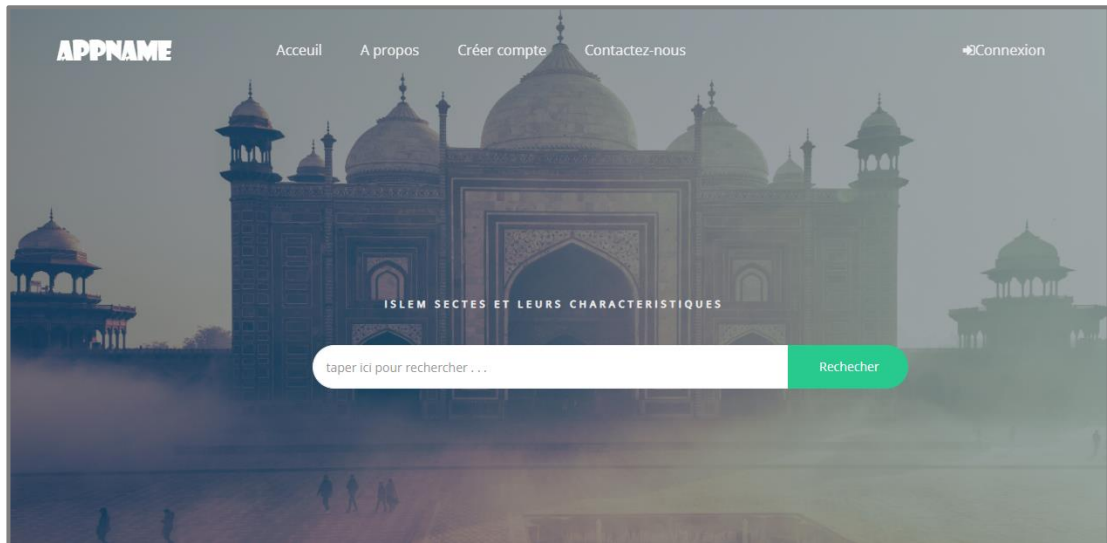 APPNAME Acceuil A propos Créer compte Contactez-nous Connexion
ISLEM SECTES ET LEURS CHARACTERISTIQUES
taper ici pour rechercher . . . Rechecher